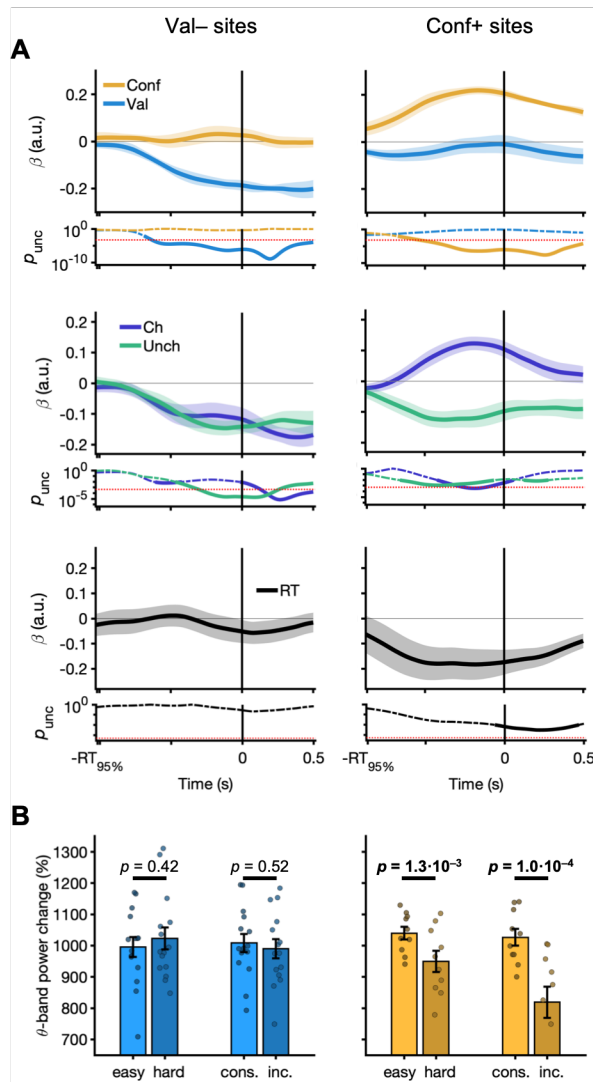 Val– sites
Conf+ sites
A
Conf
Val
β (a.u.)
0.2
0
-0.2
p unc
10^0
10^-10
Ch
Unch
β (a.u.)
0.2
0.1
0
-0.1
-0.2
p unc
10^0
10^-5
RT
β (a.u.)
0.2
0.1
0
-0.1
-0.2
p unc
10^0
-RT95% 0 0.5
Time (s)
-RT95% 0 0.5
Time (s)
B
θ-band power change (%)
1300
1200
1100
1000
900
800
700
p = 0.42
p = 0.52
p = 1.3·10^-3
p = 1.0·10^-4
easy hard cons. inc.
easy hard cons. inc.